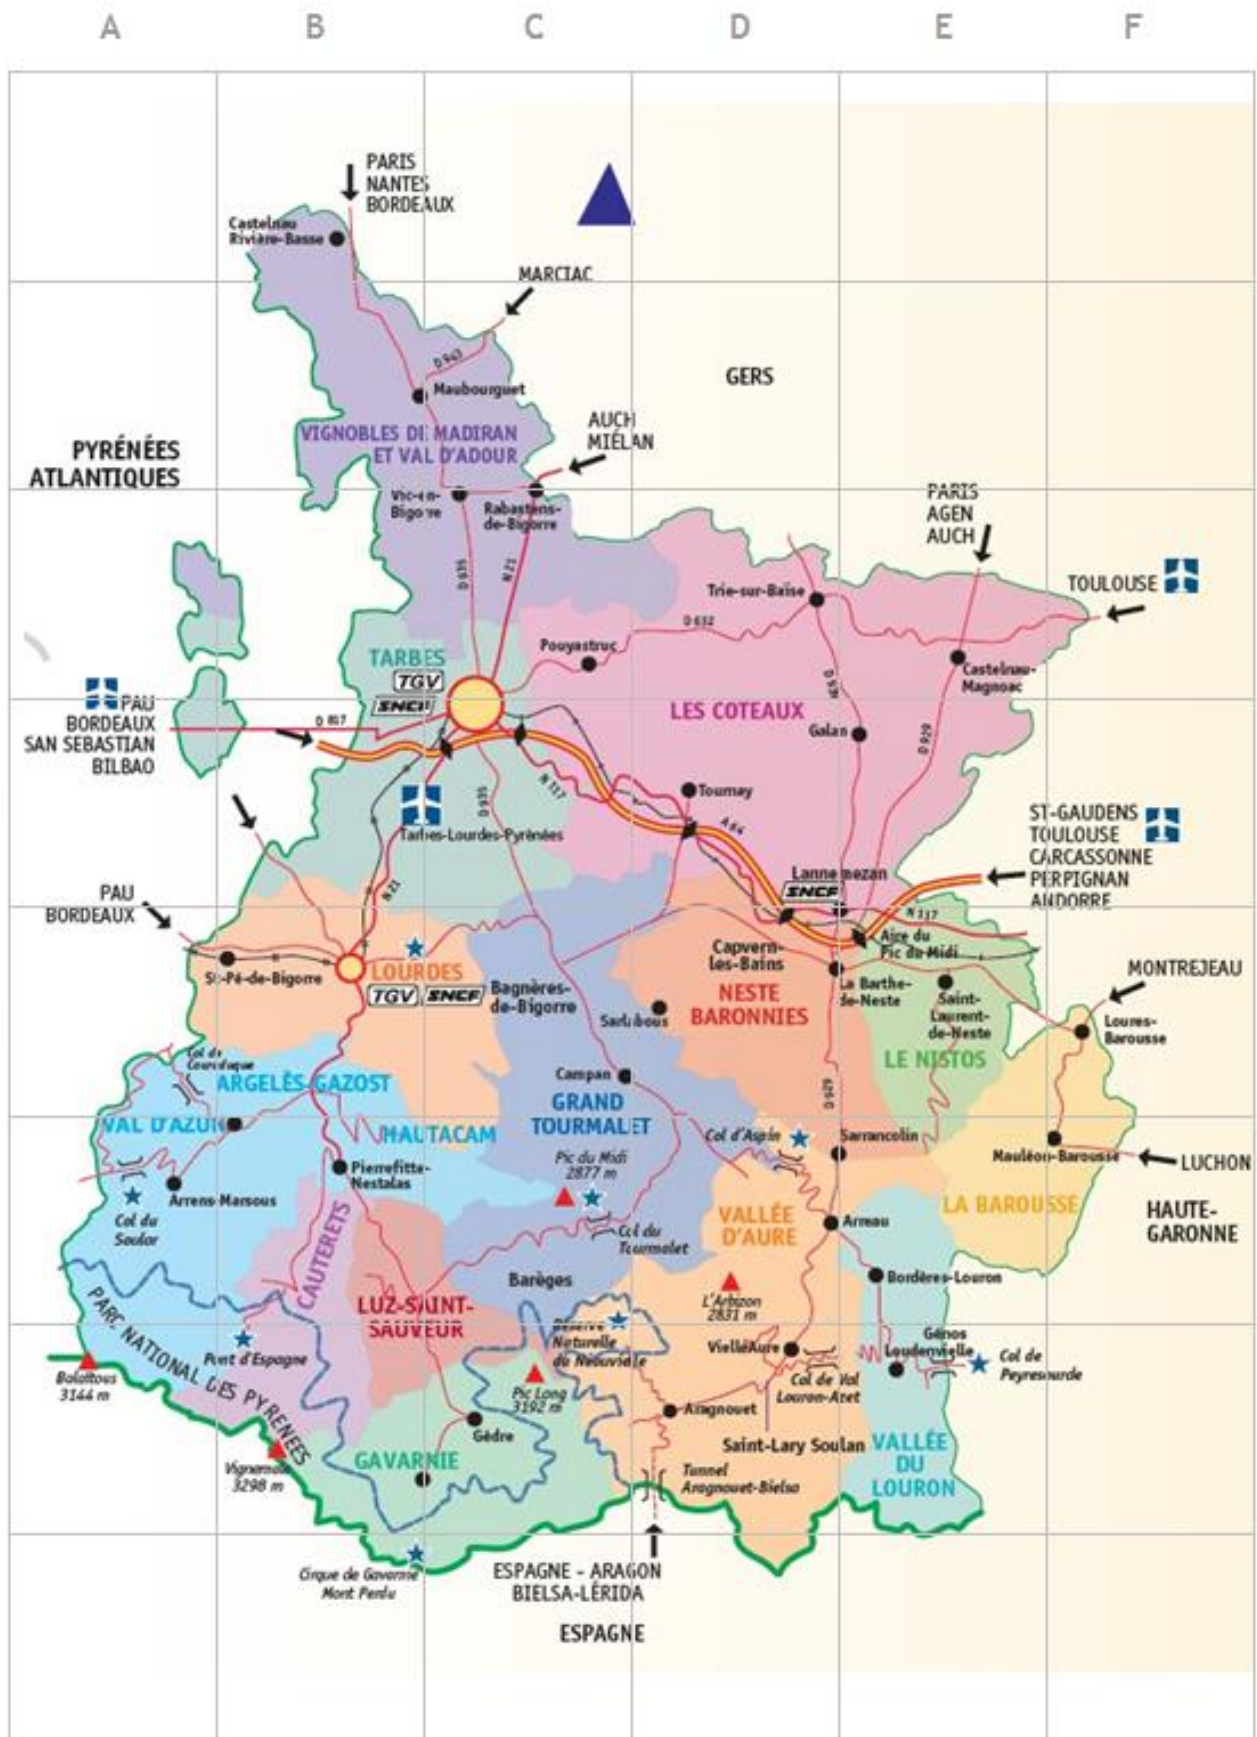 A B C D E F
PARIS
NANTES
BORDEAUX
Castelnau
Rivière-Basse
MARCIAC
D 943
GERS
Maubourguet
AUCH
MIÉLAN
VIGNOBLES DE MADIRAN
ET VAL D'ADOUR
PYRÉNÉES
ATLANTIQUES
Vic-en-
Bigorre
Rabastens-
de-Bigorre
PARIS
AGEN
AUCH
D 935
N 21
TOULOUSE
Trie-sur-Baïse
D 632
Pouyastruc
TARBES
TGV
SNCF
Castelnau-
Magnoac
D 939
PAU
BORDEAUX
SAN SEBASTIAN
BILBAO
D 817
LES COTEAUX
Galan
D 929
N 117
D 935
Tournay
A 64
Tarbes-Lourdes-Pyrénées
ST-GAUDENS
TOULOUSE
CARCASSONNE
PERPIGNAN
ANDORRE
Lannemezan
SNCF
PAU
BORDEAUX
N 21
N 117
Aire du
Pic du Midi
Capvern-
les-Bains
St-Pé-de-Bigorre
LOURDES
TGV SNCF
Bagnères-
de-Bigorre
NESTE
BARONNIES
La Barthe-
de-Neste
Saint-
Laurent-
de-Neste
MONTREJEAU
Sarlabous
Loures-
Barousse
LE NISTOS
Col de
Couraduque
ARGELÈS-GAZOST
Campan
GRAND
TOURMALET
D 929
VAL D'AZUN
HAUTACAM
Col d'Aspin
Sarrancolin
Mauléon-Barousse
LUCHON
Pic du Midi
2877 m
Pierrefitte-
Nestalas
Arrens-Marsous
Col du
Soulor
CAUTERETS
Col du
Tourmalet
VALLÉE
D'AURE
Arreau
LA BAROUSSE
HAUTE-
GARONNE
Barèges
Bordères-Louron
L'Arbizon
2831 m
LUZ-SAINT-
SAUVEUR
PARC NATIONAL DES PYRENEES
Pont d'Espagne
Réserve
Naturelle
du Néouvielle
VielleAure
Génos
Loudenvielle
Col de
Peyresourde
Balaïtous
3144 m
Pic Long
3192 m
Col de Val
Louron-Azet
Aragnouet
Gèdre
Saint-Lary Soulan
GAVARNIE
VALLÉE
DU
LOURON
Vignemale
3298 m
Tunnel
Aragnouet-Bielsa
Cirque de Gavarnie
Mont Perdu
ESPAGNE - ARAGON
BIELSA-LÉRIDA
ESPAGNE